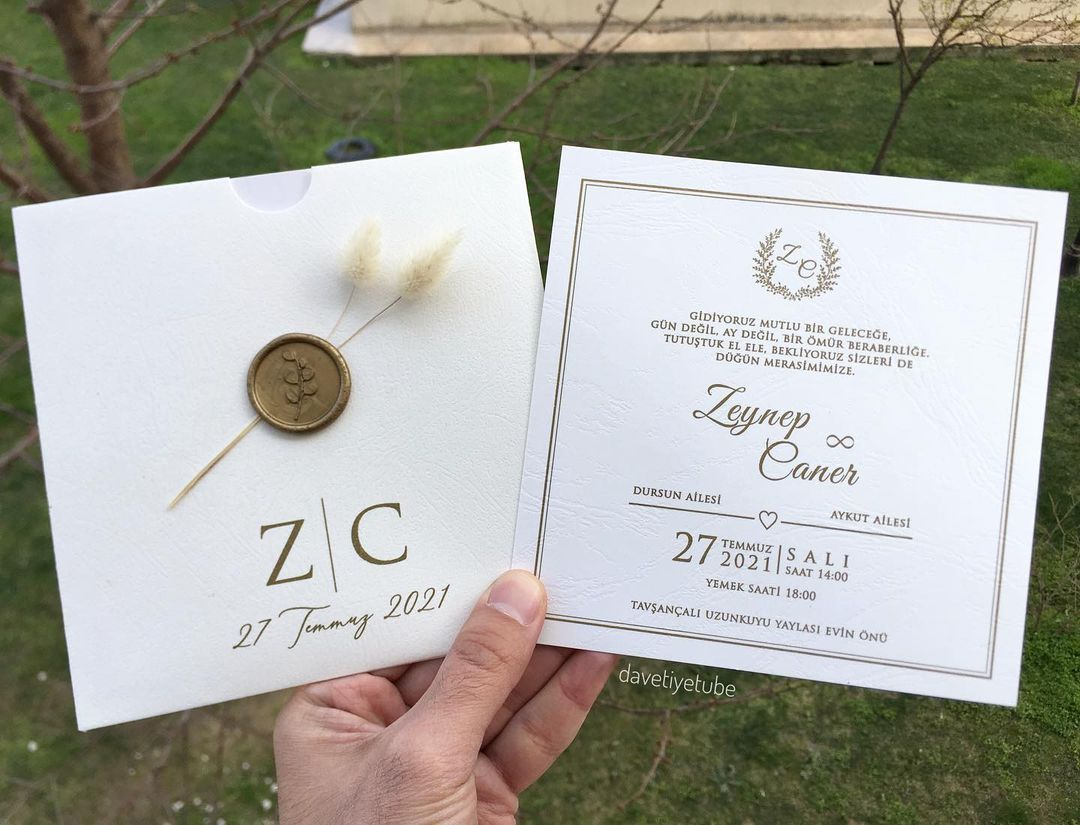 Z | C
27 Temmuz 2021
Z C
GİDİYORUZ MUTLU BİR GELECEĞE,
GÜN DEĞİL, AY DEĞİL, BİR ÖMÜR BERABERLİĞE.
TUTUŞTUK EL ELE, BEKLİYORUZ SİZLERİ DE
DÜĞÜN MERASİMİMİZE.
Zeynep
∞
Caner
DURSUN AİLESİ
AYKUT AİLESİ
27 TEMMUZ 2021 | SALI
SAAT 14:00
YEMEK SAATİ 18:00
TAVŞANÇALI UZUNKUYU YAYLASI EVİN ÖNÜ
davetiyetube